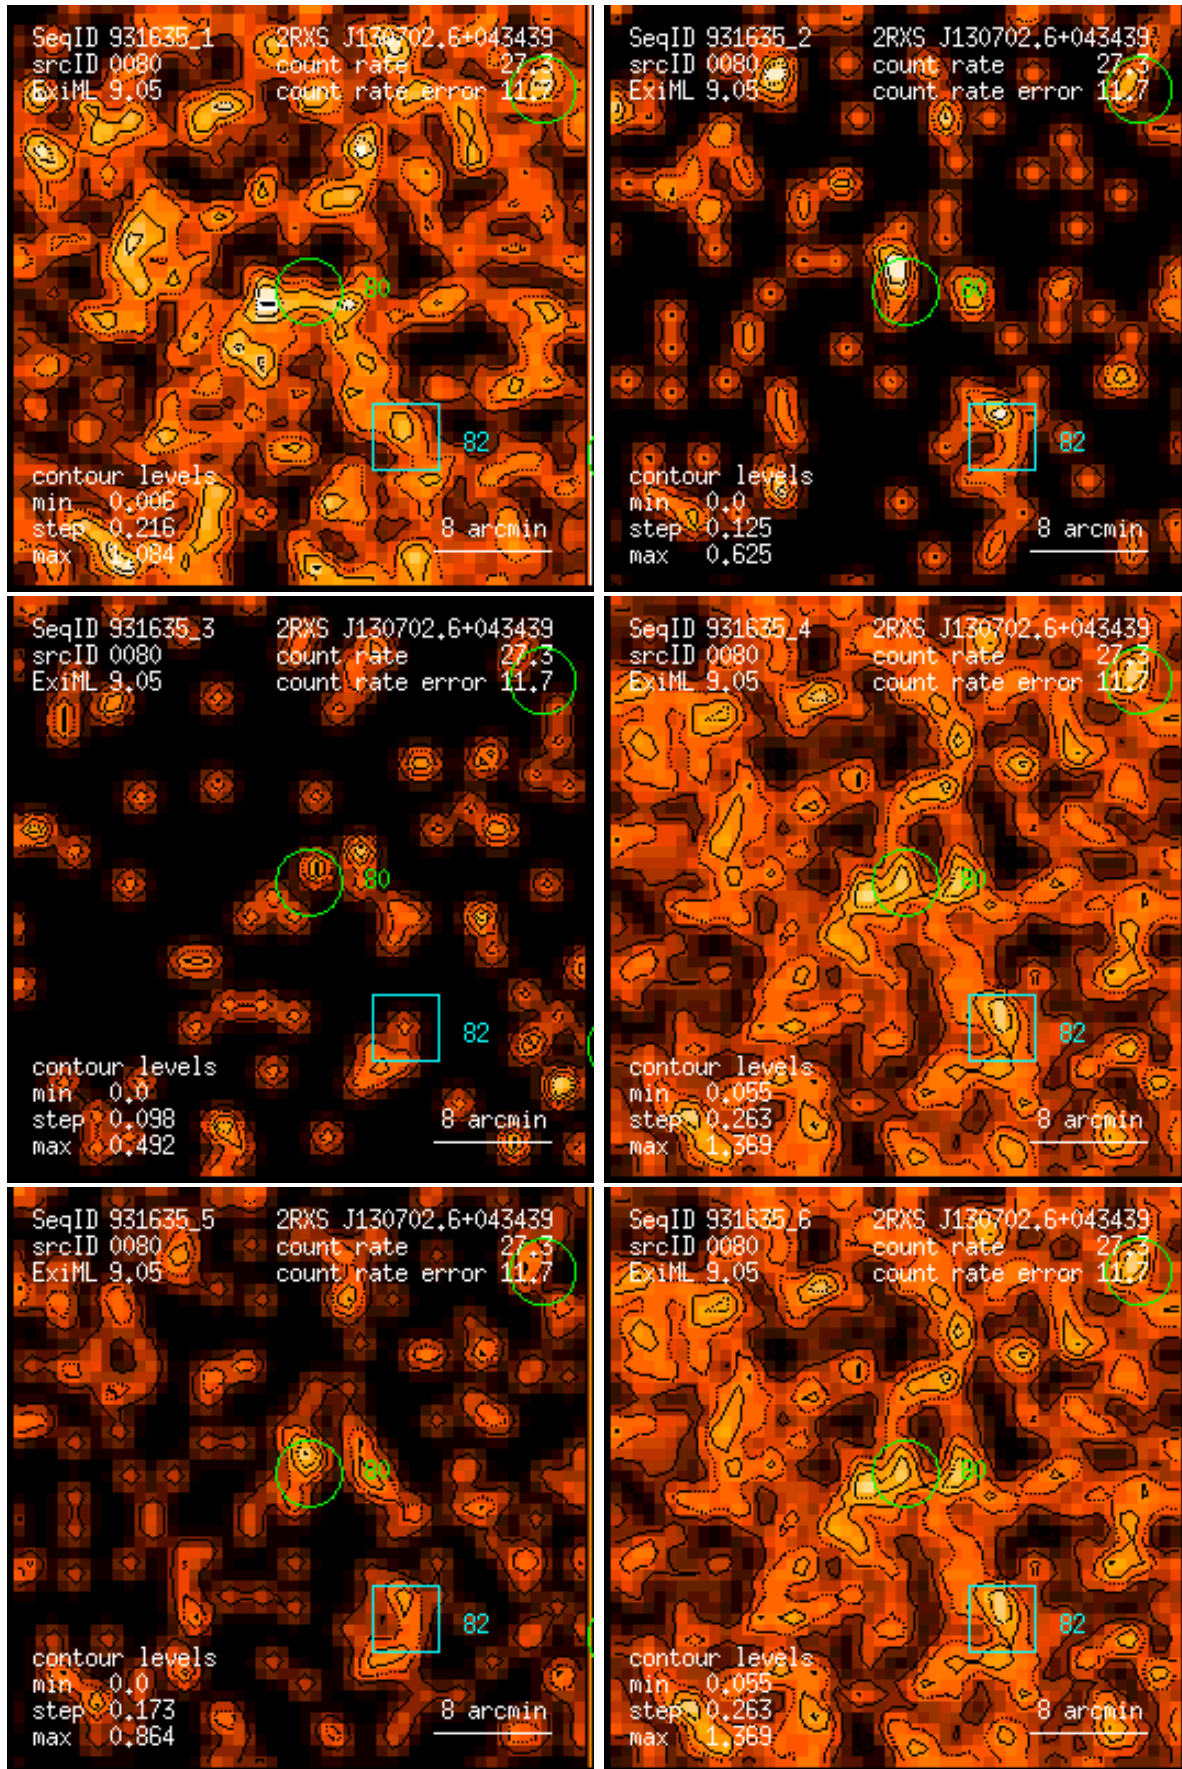 SeqID 931635_1 2RXS J130702.6+043439
srcID 0080 count rate 27.3
ExiML 9.05 count rate error 11.7
80
82
contour levels
min 0.006
step 0.216 8 arcmin
max 1.084
SeqID 931635_2 2RXS J130702.6+043439
srcID 0080 count rate 27.3
ExiML 9.05 count rate error 11.7
80
82
contour levels
min 0.0
step 0.125 8 arcmin
max 0.625
SeqID 931635_3 2RXS J130702.6+043439
srcID 0080 count rate 27.3
ExiML 9.05 count rate error 11.7
80
82
contour levels
min 0.0
step 0.098 8 arcmin
max 0.492
SeqID 931635_4 2RXS J130702.6+043439
srcID 0080 count rate 27.3
ExiML 9.05 count rate error 11.7
80
82
contour levels
min 0.055
step 0.263 8 arcmin
max 1.369
SeqID 931635_5 2RXS J130702.6+043439
srcID 0080 count rate 27.3
ExiML 9.05 count rate error 11.7
80
82
contour levels
min 0.0
step 0.173 8 arcmin
max 0.864
SeqID 931635_6 2RXS J130702.6+043439
srcID 0080 count rate 27.3
ExiML 9.05 count rate error 11.7
80
82
contour levels
min 0.055
step 0.263 8 arcmin
max 1.369